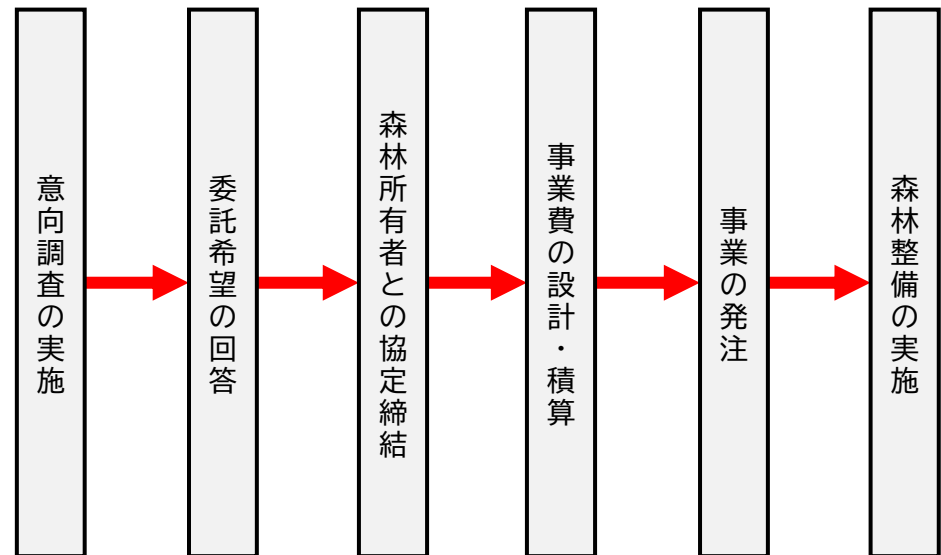 意向調査の実施
委託希望の回答
森林所有者との協定締結
事業費の設計・積算
事業の発注
森林整備の実施